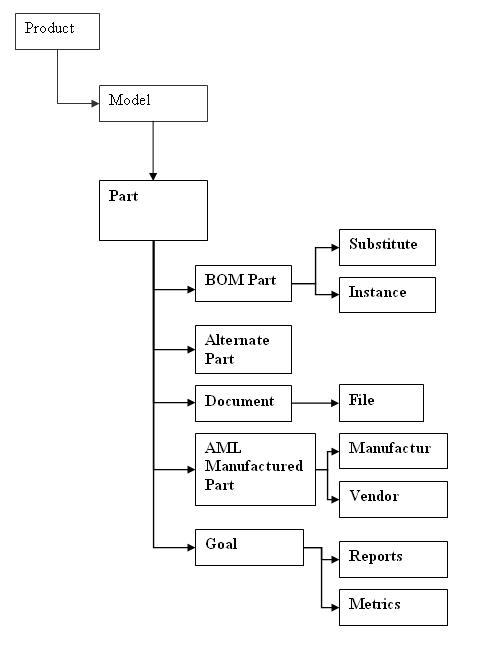 Product
Model
Part
Substitute
BOM Part
Instance
Alternate
Part
Document
File
AML
Manufactured
Part
Manufactur
Vendor
Goal
Reports
Metrics